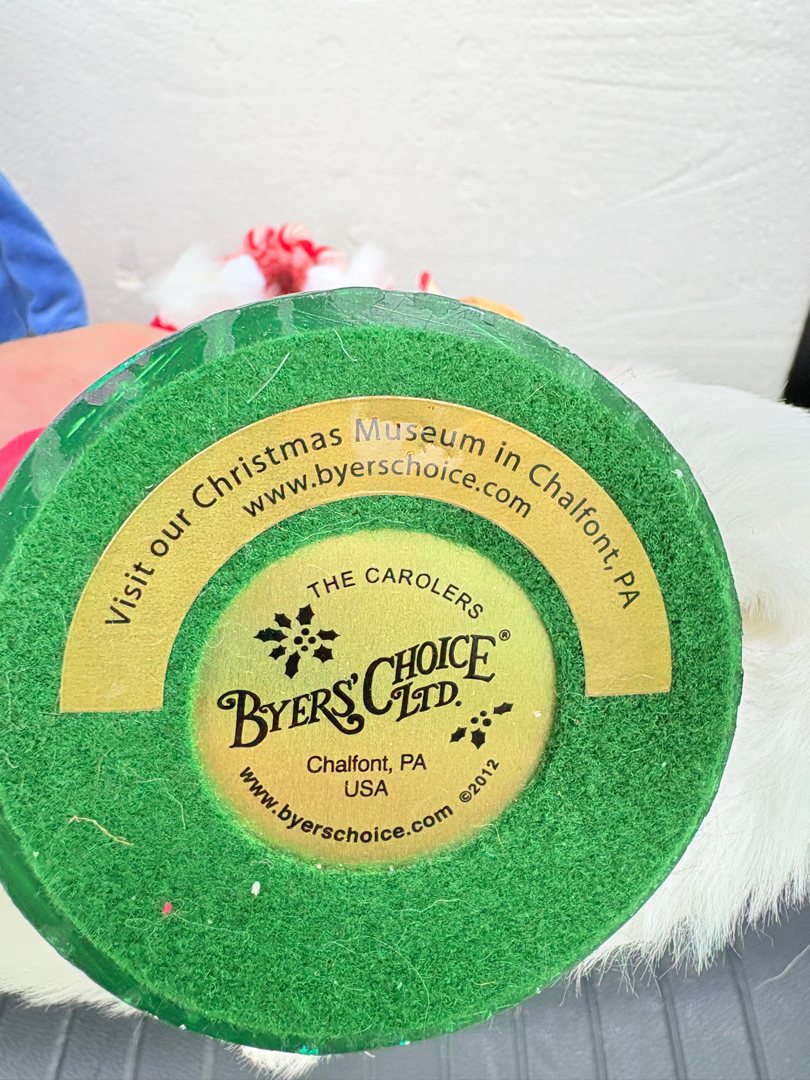 Visit our Christmas Museum in Chalfont, PA
www.byerschoice.com
THE CAROLERS
BYERS' CHOICE®
LTD.
Chalfont, PA
USA
www.byerschoice.com ©2012